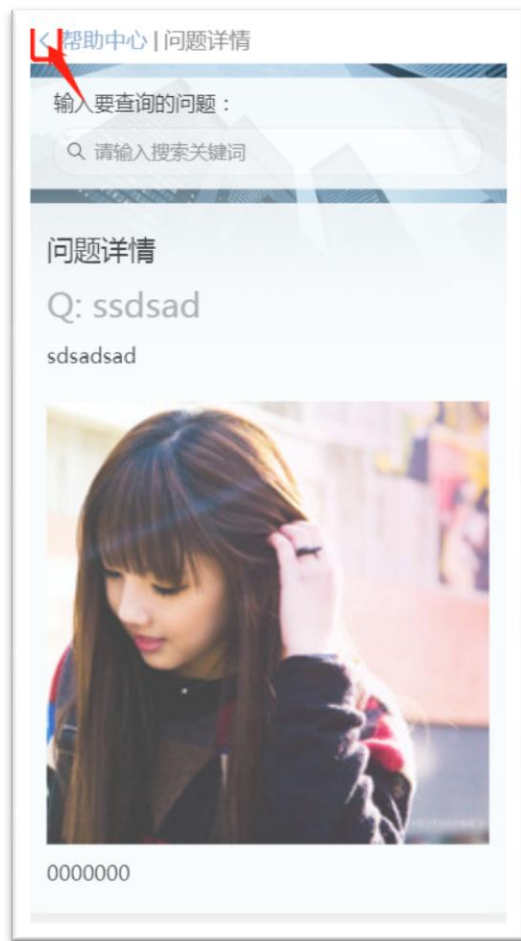 < 帮助中心 | 问题详情
输入要查询的问题：
请输入搜索关键词
问题详情
Q: ssdsad
sdsadsad
0000000